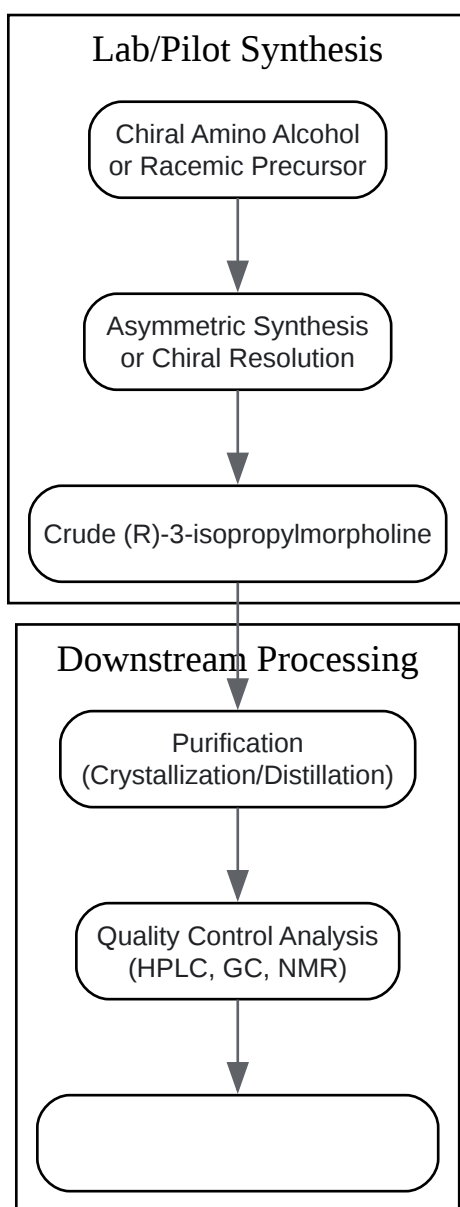 Lab/Pilot Synthesis
Chiral Amino Alcohol
or Racemic Precursor
Asymmetric Synthesis
or Chiral Resolution
Crude (R)-3-isopropylmorpholine
Downstream Processing
Purification
(Crystallization/Distillation)
Quality Control Analysis
(HPLC, GC, NMR)